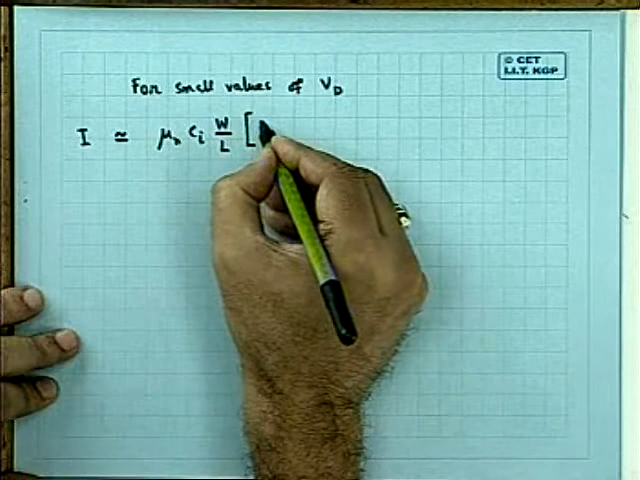 © CET
I.I.T. KGP
For small values of V_D
I ≃ μ_n C_i W/L [